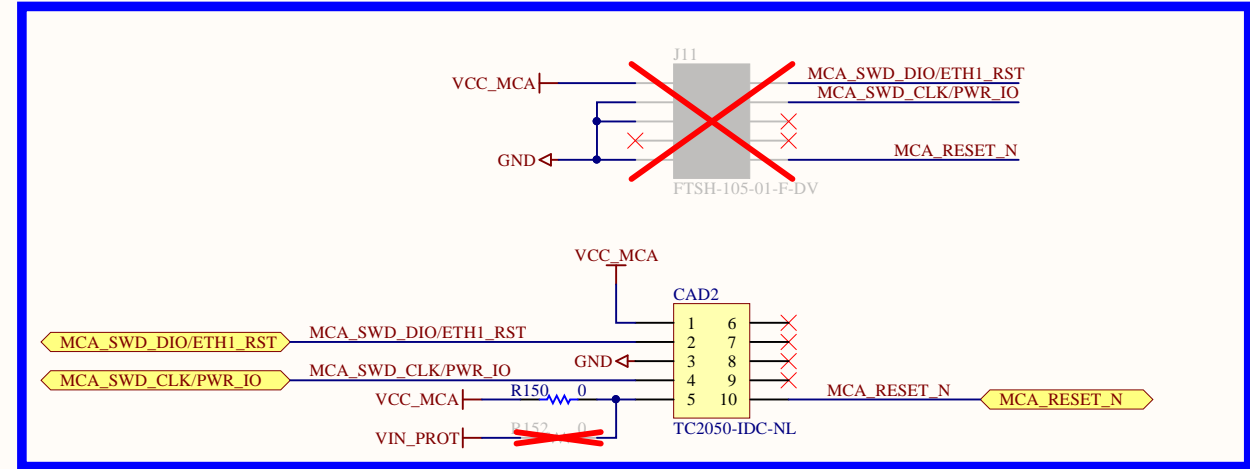 J11
VCC_MCA
MCA_SWD_DIO/ETH1_RST
MCA_SWD_CLK/PWR_IO
GND
MCA_RESET_N
FTSH-105-01-F-DV
VCC_MCA
CAD2
MCA_SWD_DIO/ETH1_RST MCA_SWD_DIO/ETH1_RST
1 6
2 7
GND 3 8
MCA_SWD_CLK/PWR_IO MCA_SWD_CLK/PWR_IO 4 9
VCC_MCA R150 0 5 10 MCA_RESET_N MCA_RESET_N
VIN_PROT R152 0
TC2050-IDC-NL